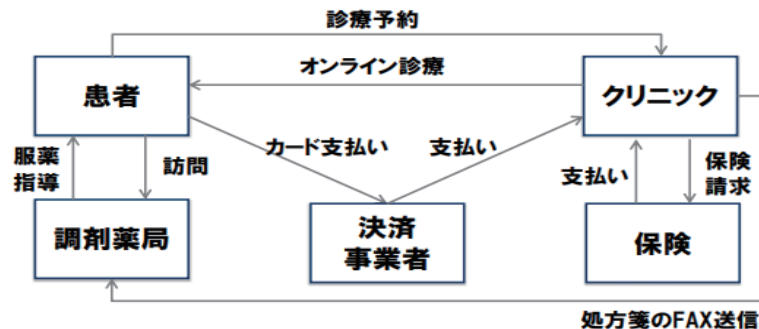 診療予約
オンライン診療
患者
クリニック
服薬
指導
訪問
カード支払い
支払い
支払い
保険
請求
調剤薬局
決済
事業者
保険
処方箋のFAX送信